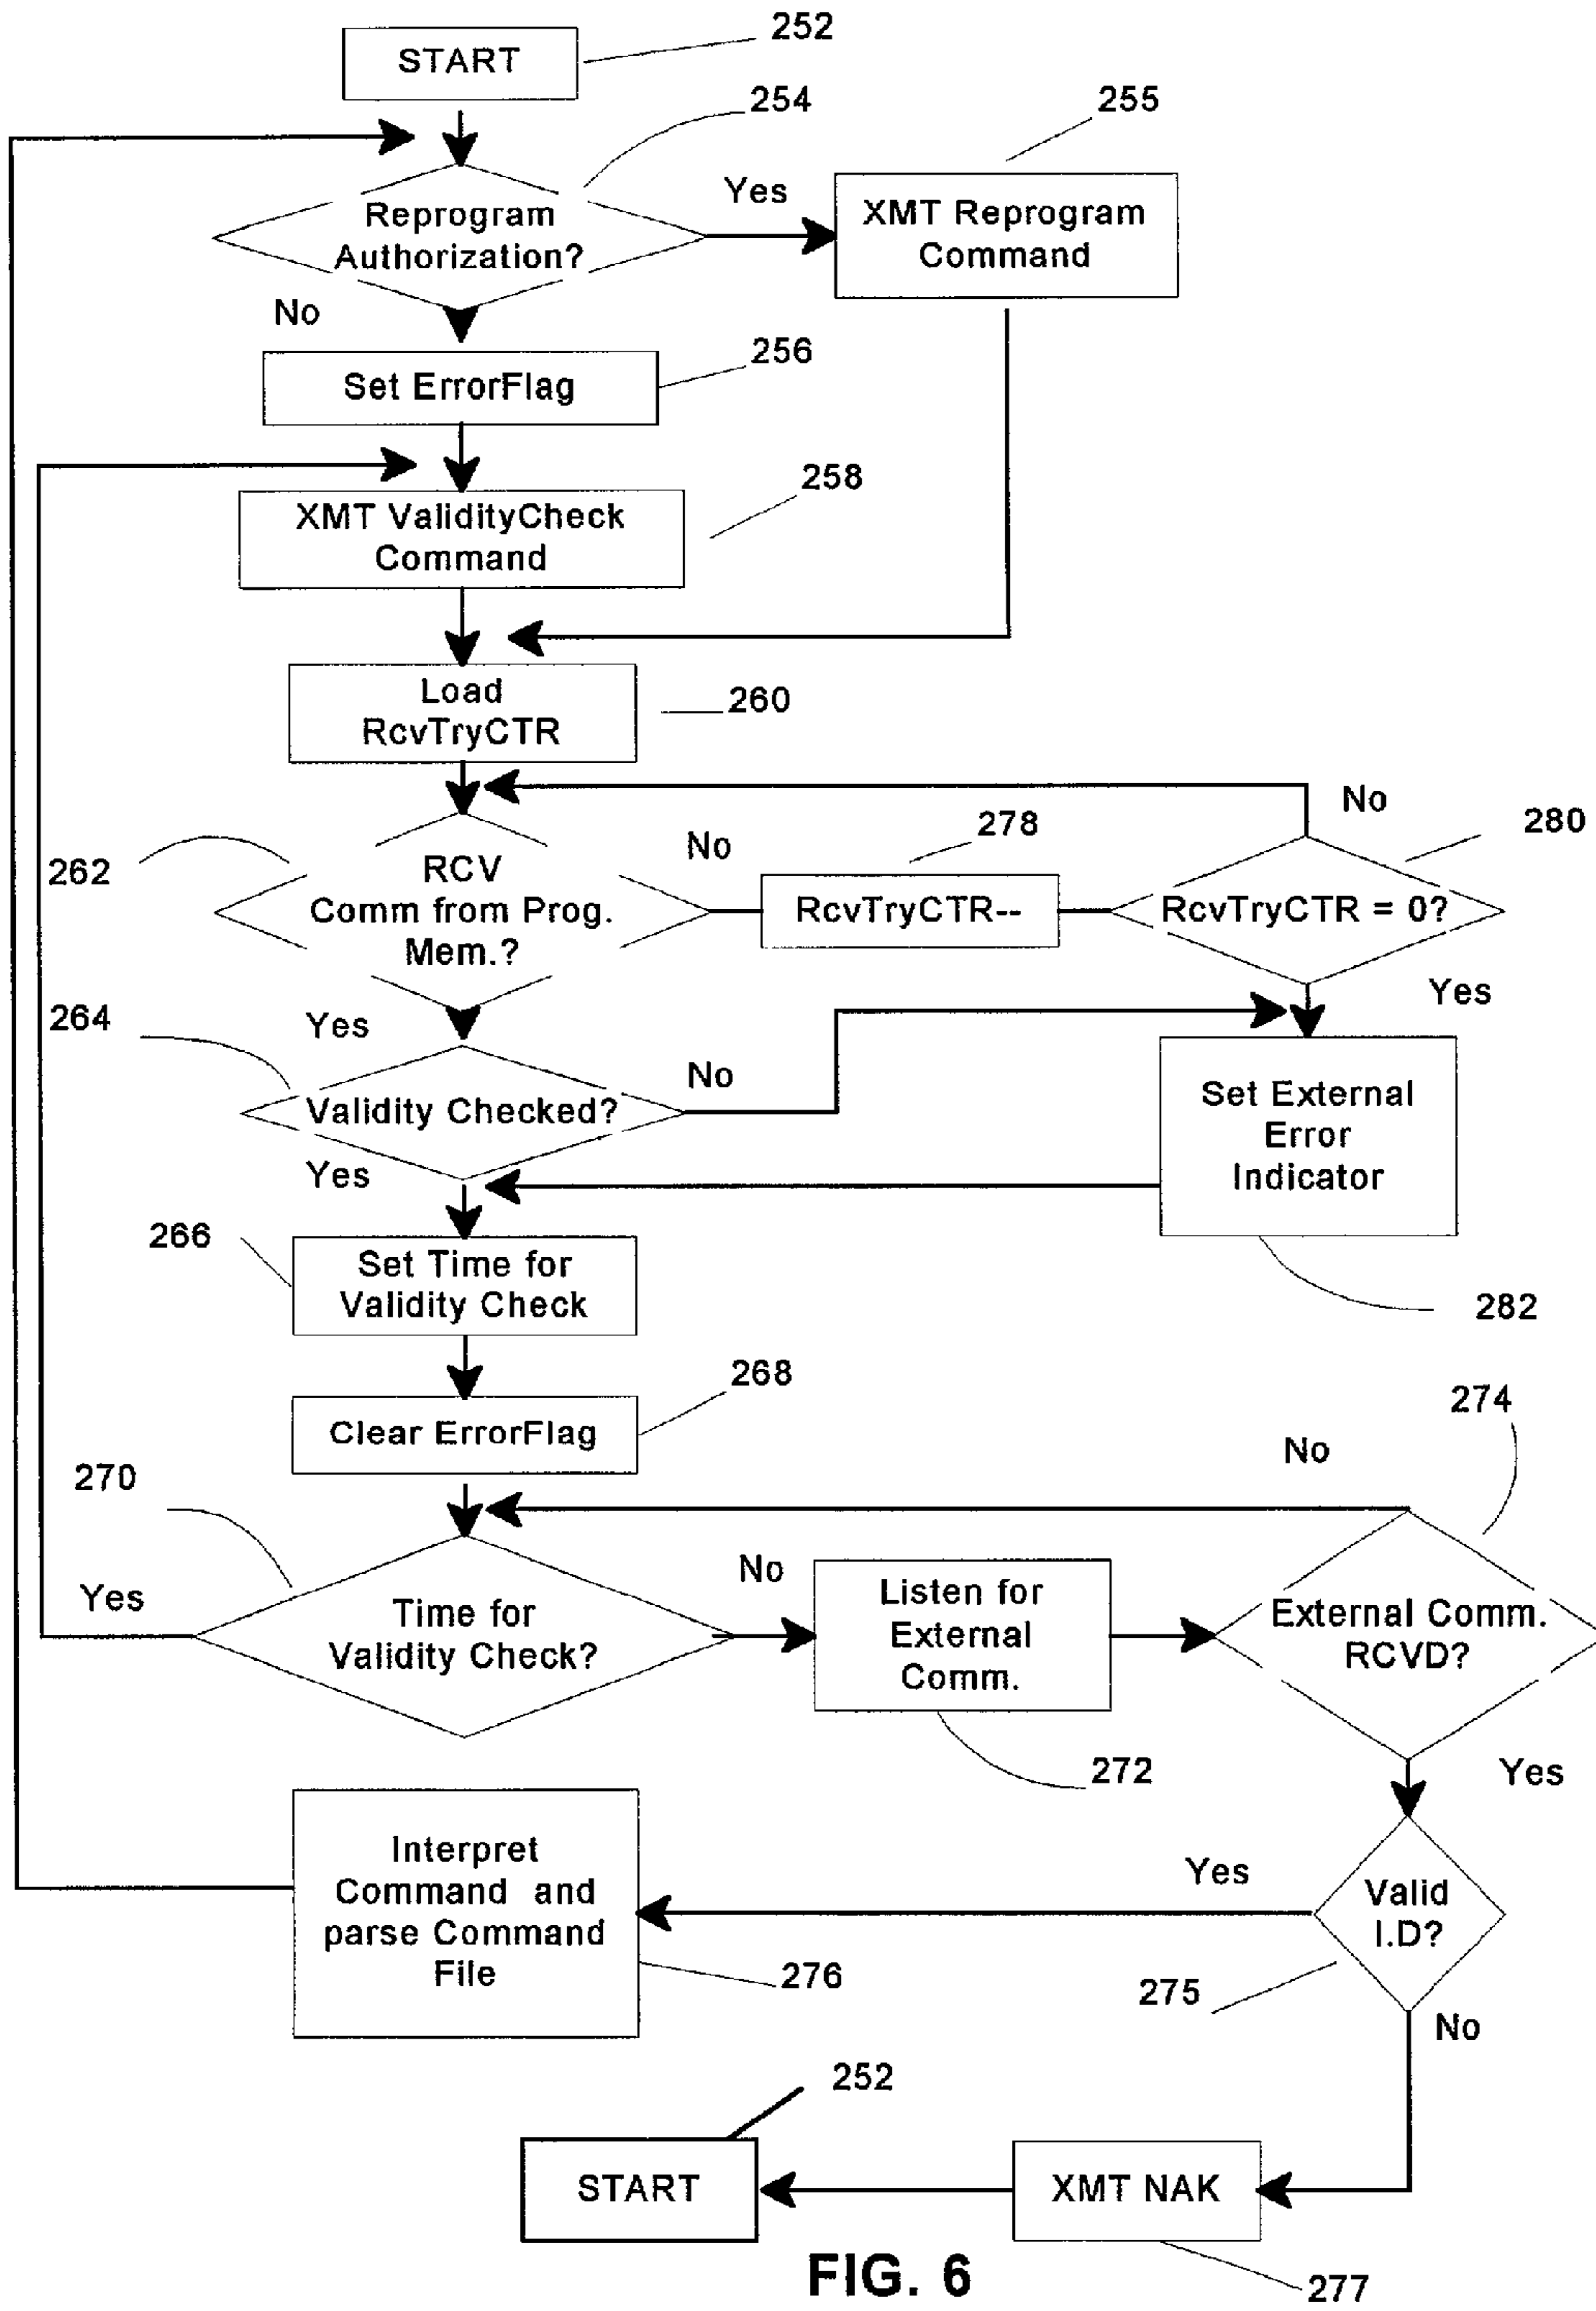 START
252
254
255
Reprogram
Authorization?
Yes
XMT Reprogram
Command
No
Set ErrorFlag
256
XMT ValidityCheck
Command
258
Load
RcvTryCTR
260
262
RCV
Comm from Prog.
Mem.?
No
278
RcvTryCTR--
No
280
RcvTryCTR = 0?
264
Yes
Yes
Validity Checked?
No
Set External
Error
Indicator
282
Yes
266
Set Time for
Validity Check
268
Clear ErrorFlag
270
274
No
Yes
Time for
Validity Check?
No
Listen for
External
Comm.
272
External Comm.
RCVD?
Yes
Interpret
Command and
parse Command
File
276
Yes
Valid
I.D?
275
No
252
START
XMT NAK
277
FIG. 6